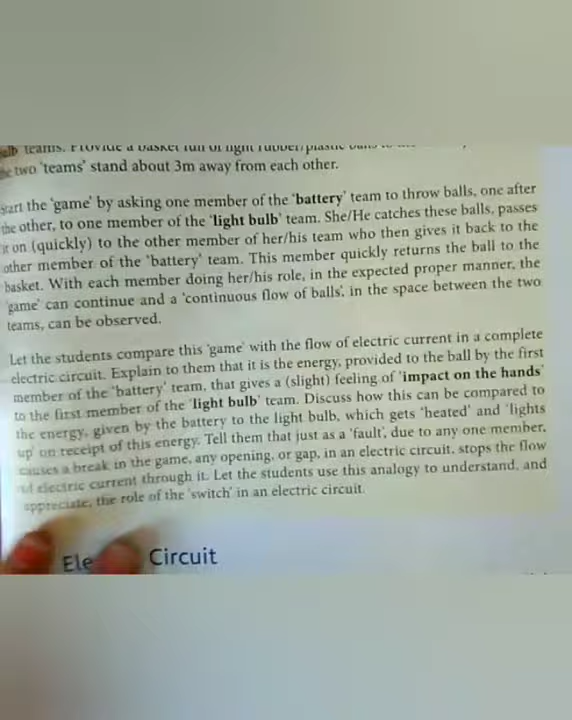 teams. Provide a basket full of light rubber/plastic balls to
the two 'teams' stand about 3m away from each other.
Start the 'game' by asking one member of the 'battery' team to throw balls, one after
the other, to one member of the 'light bulb' team. She/He catches these balls, passes
it on (quickly) to the other member of her/his team who then gives it back to the
other member of the 'battery' team. This member quickly returns the ball to the
basket. With each member doing her/his role, in the expected proper manner, the
'game' can continue and a 'continuous flow of balls', in the space between the two
teams, can be observed.
Let the students compare this 'game' with the flow of electric current in a complete
electric circuit. Explain to them that it is the energy, provided to the ball by the first
member of the 'battery' team, that gives a (slight) feeling of 'impact on the hands'
to the first member of the 'light bulb' team. Discuss how this can be compared to
the energy, given by the battery to the light bulb, which gets 'heated' and 'lights
up' on receipt of this energy. Tell them that just as a 'fault', due to any one member,
causes a break in the game, any opening, or gap, in an electric circuit, stops the flow
of electric current through it. Let the students use this analogy to understand, and
appreciate, the role of the 'switch' in an electric circuit.
Ele Circuit